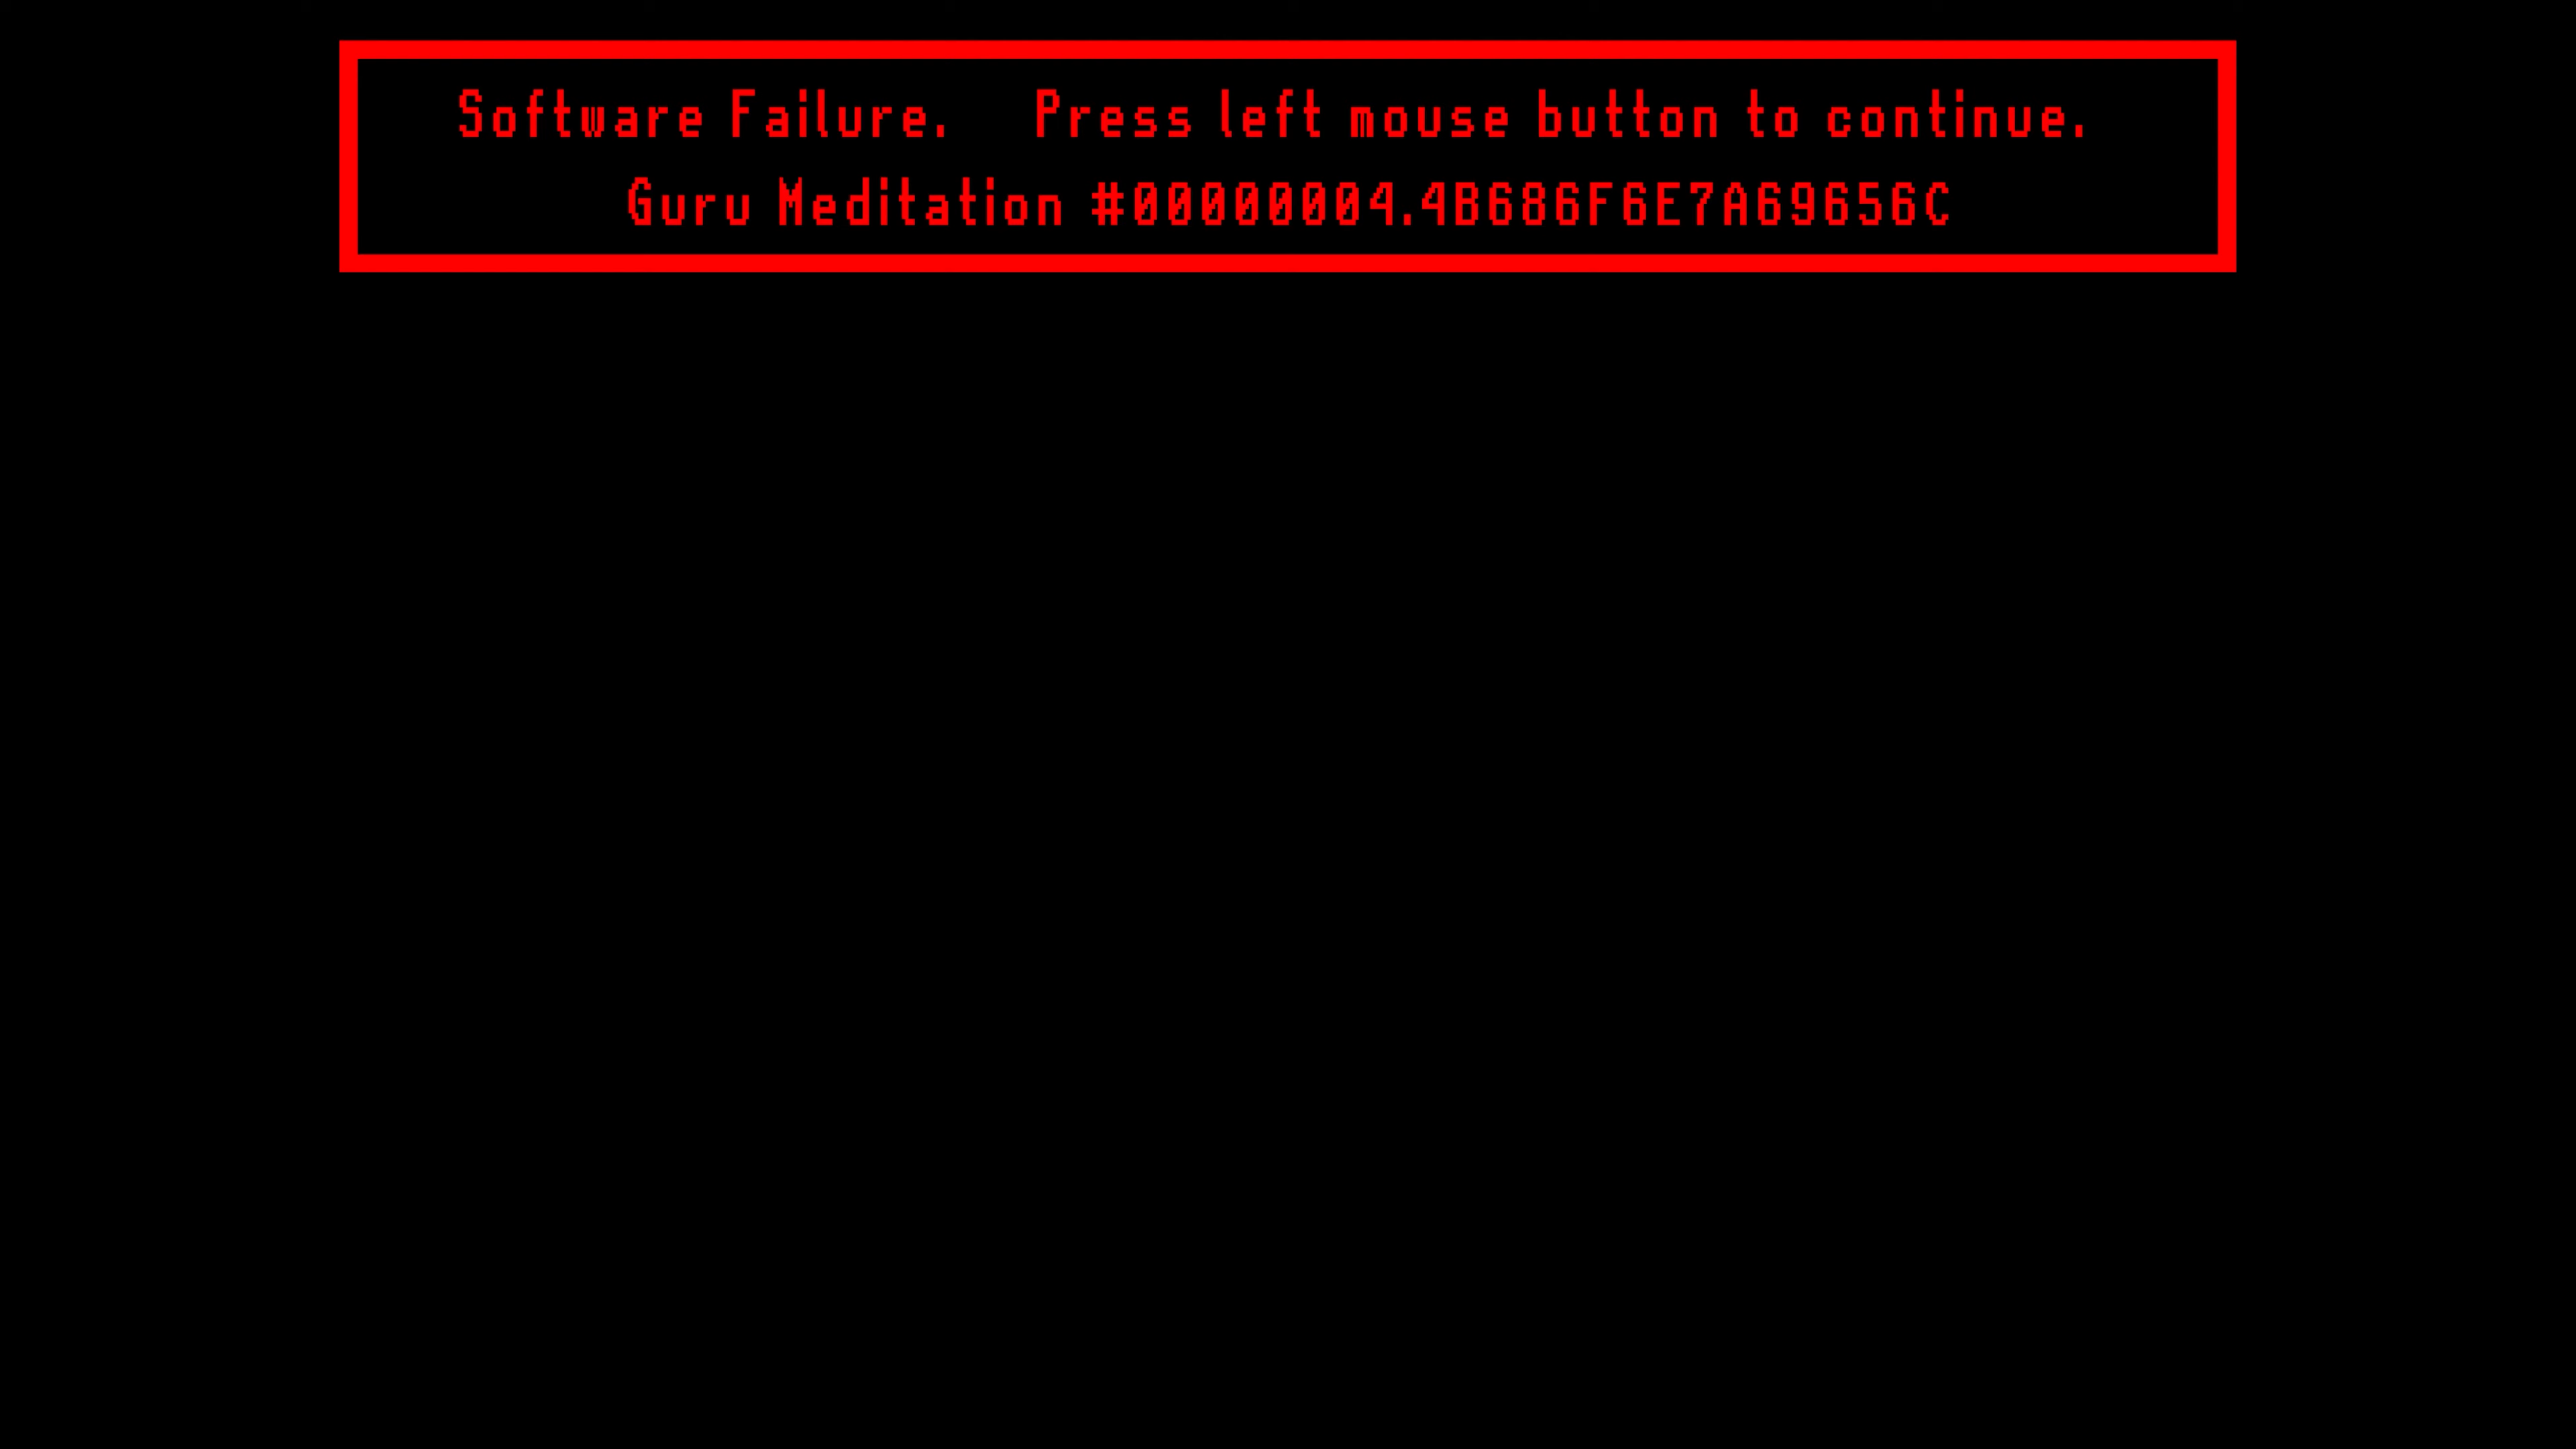 Software Failure.   Press left mouse button to continue.
Guru Meditation #00000004.4B686F6E7A69656C